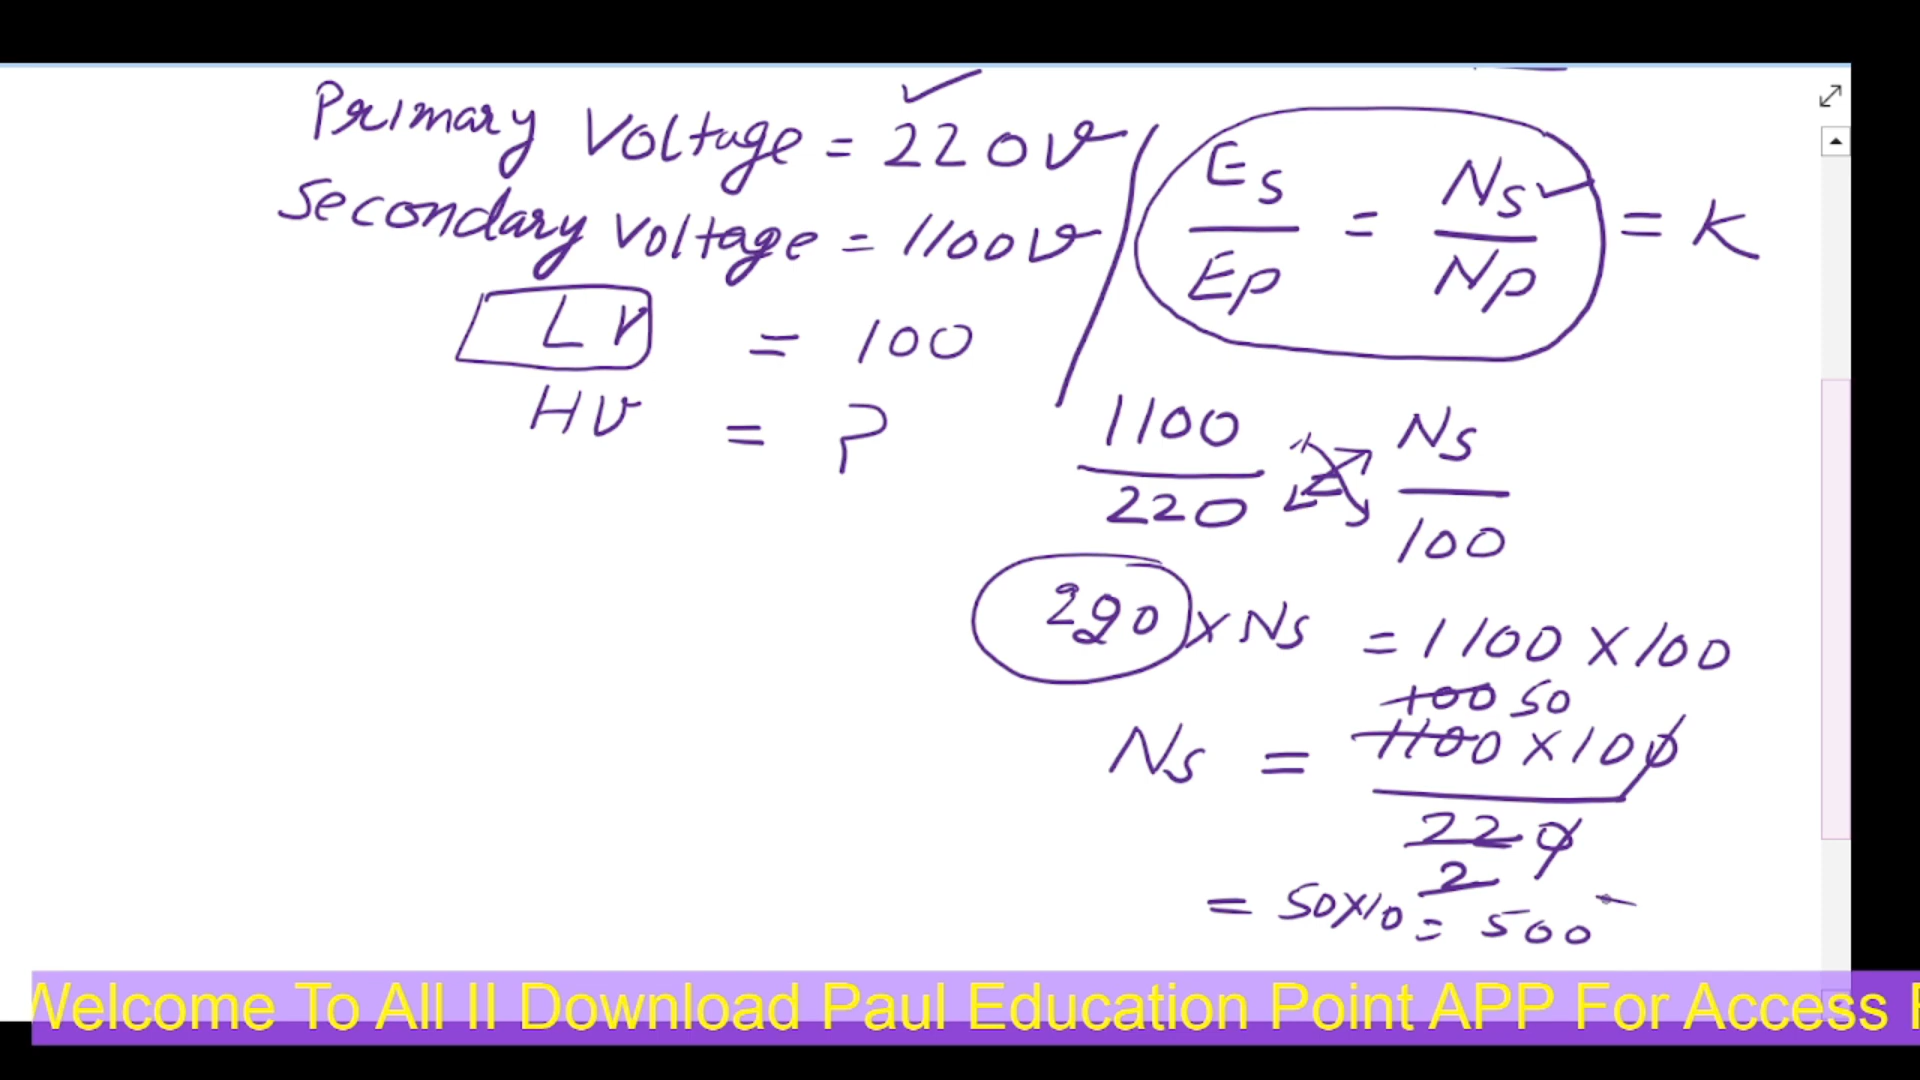 Primary Voltage = 220v
Secondary Voltage = 1100v
LV = 100
HV = ?
Es/Ep = Ns/Np = K
1100/220 = Ns/100
220 × Ns = 1100 × 100
100 50
Ns = 1100 × 100 / 220
2
= 50×10 = 500
Welcome To All II Download Paul Education Point APP For Access